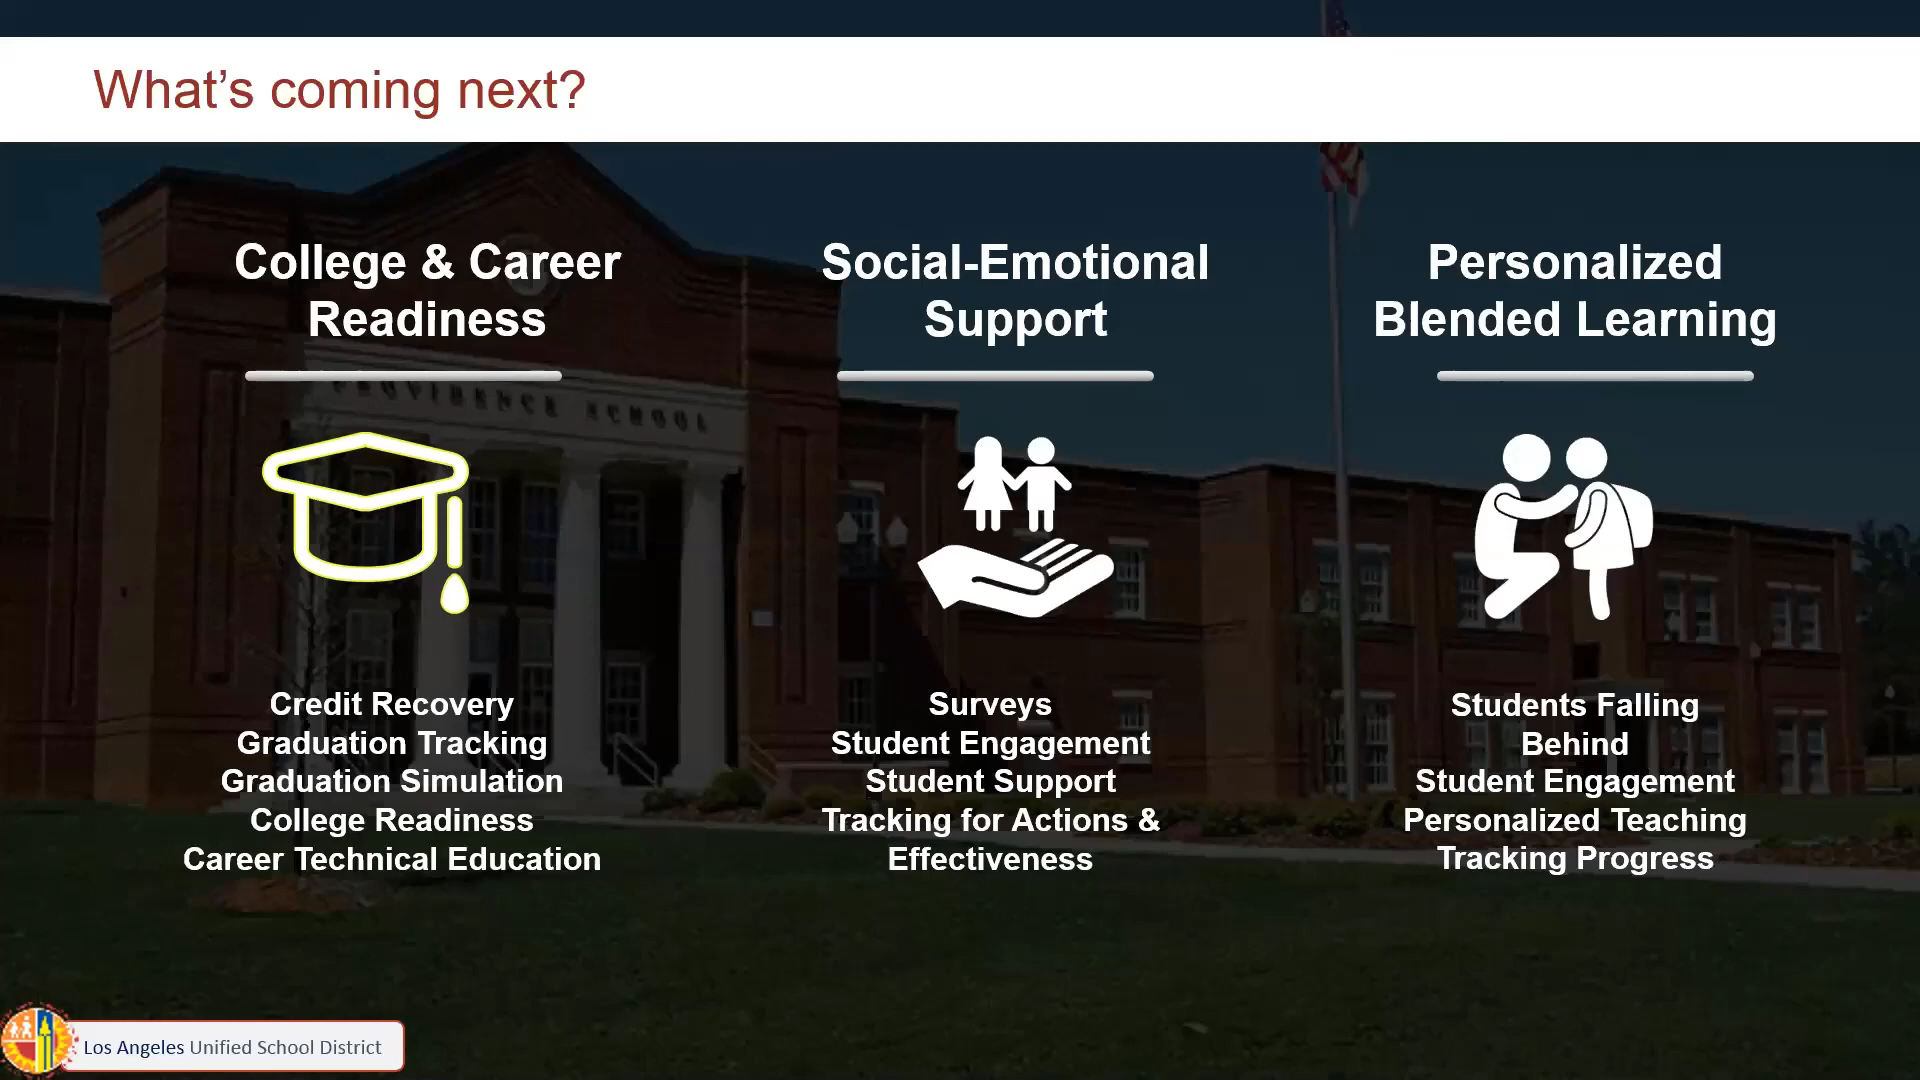 What's coming next?
College & Career
Readiness
PROVIDENCE SCHOOL
Credit Recovery
Graduation Tracking
Graduation Simulation
College Readiness
Career Technical Education
Social-Emotional
Support
Surveys
Student Engagement
Student Support
Tracking for Actions &
Effectiveness
Personalized
Blended Learning
Students Falling
Behind
Student Engagement
Personalized Teaching
Tracking Progress
Los Angeles Unified School District